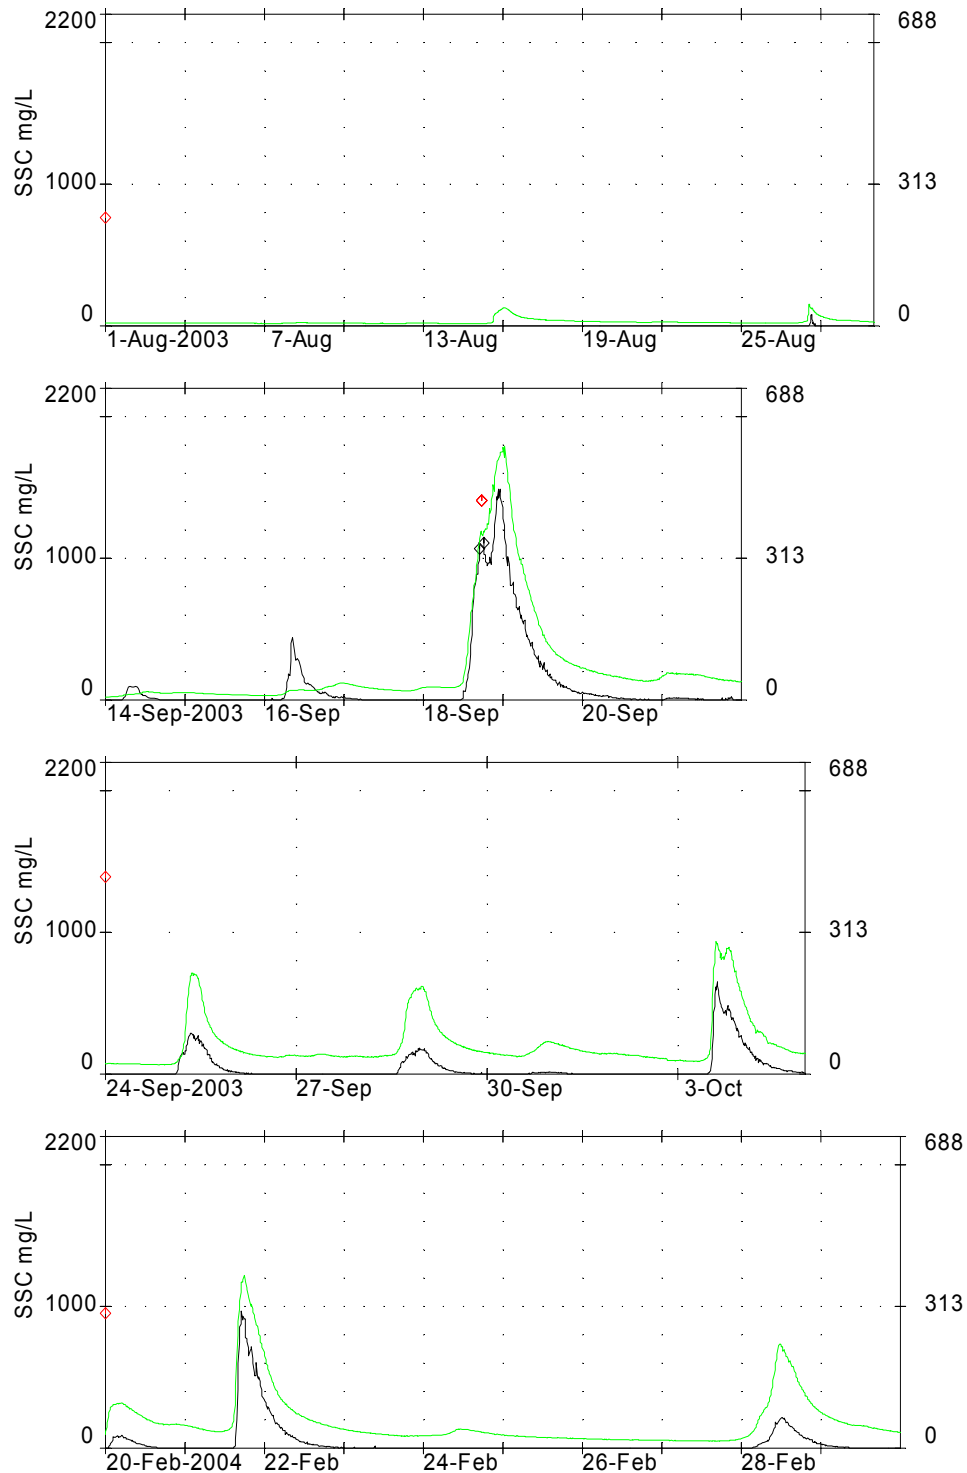 2200 688
SSC mg/L
1000 313
0 0
1-Aug-2003 7-Aug 13-Aug 19-Aug 25-Aug
2200 688
SSC mg/L
1000 313
0 0
14-Sep-2003 16-Sep 18-Sep 20-Sep
2200 688
SSC mg/L
1000 313
0 0
24-Sep-2003 27-Sep 30-Sep 3-Oct
2200 688
SSC mg/L
1000 313
0 0
20-Feb-2004 22-Feb 24-Feb 26-Feb 28-Feb